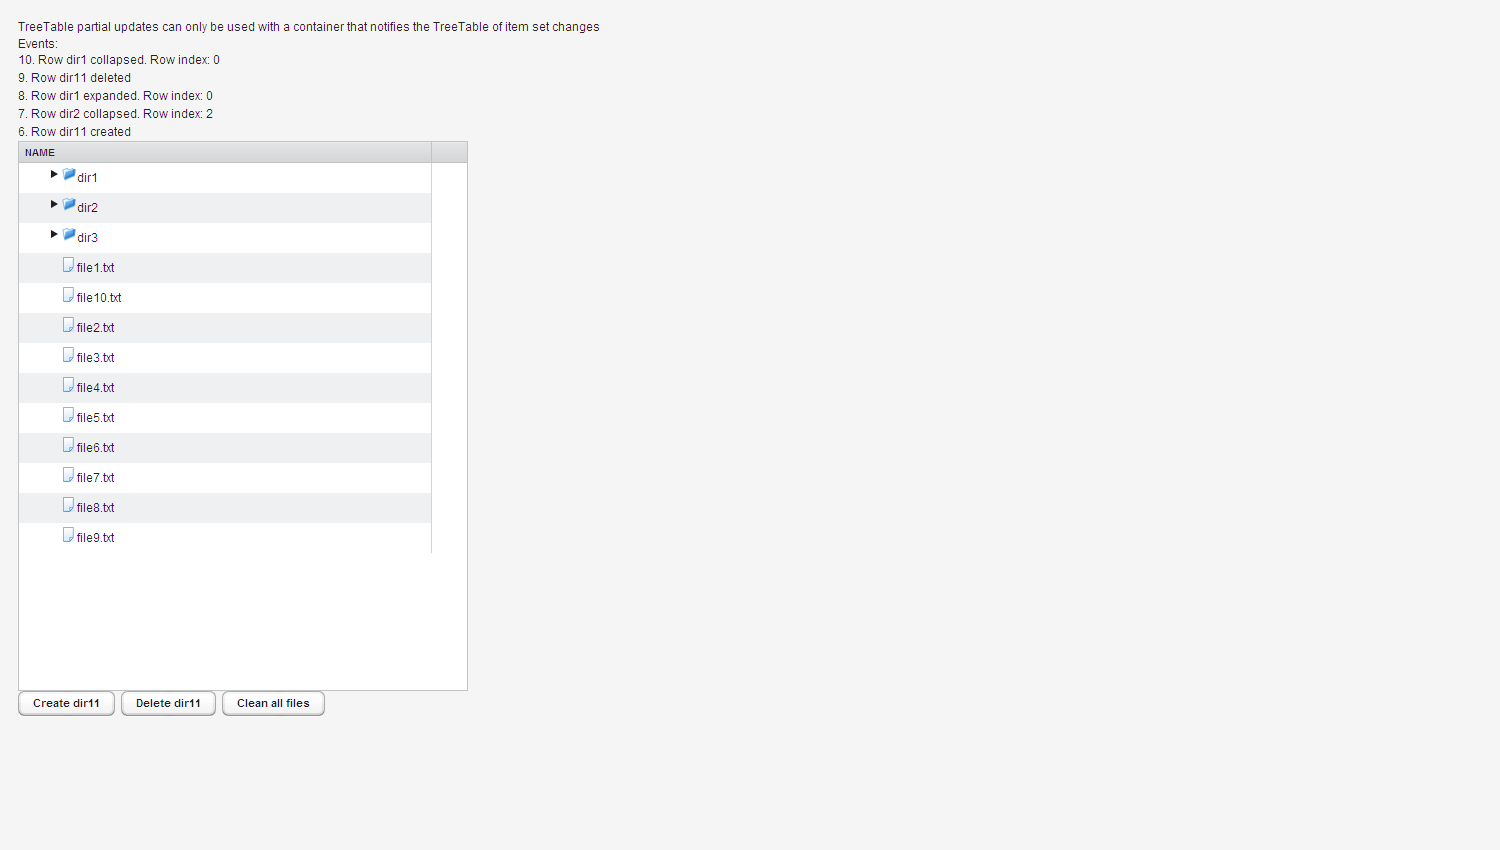 TreeTable partial updates can only be used with a container that notifies the TreeTable of item set changes
Events:
10. Row dir1 collapsed. Row index: 0
9. Row dir11 deleted
8. Row dir1 expanded. Row index: 0
7. Row dir2 collapsed. Row index: 2
6. Row dir11 created
NAME
dir1
dir2
dir3
file1.txt
file10.txt
file2.txt
file3.txt
file4.txt
file5.txt
file6.txt
file7.txt
file8.txt
file9.txt
Create dir11 Delete dir11 Clean all files